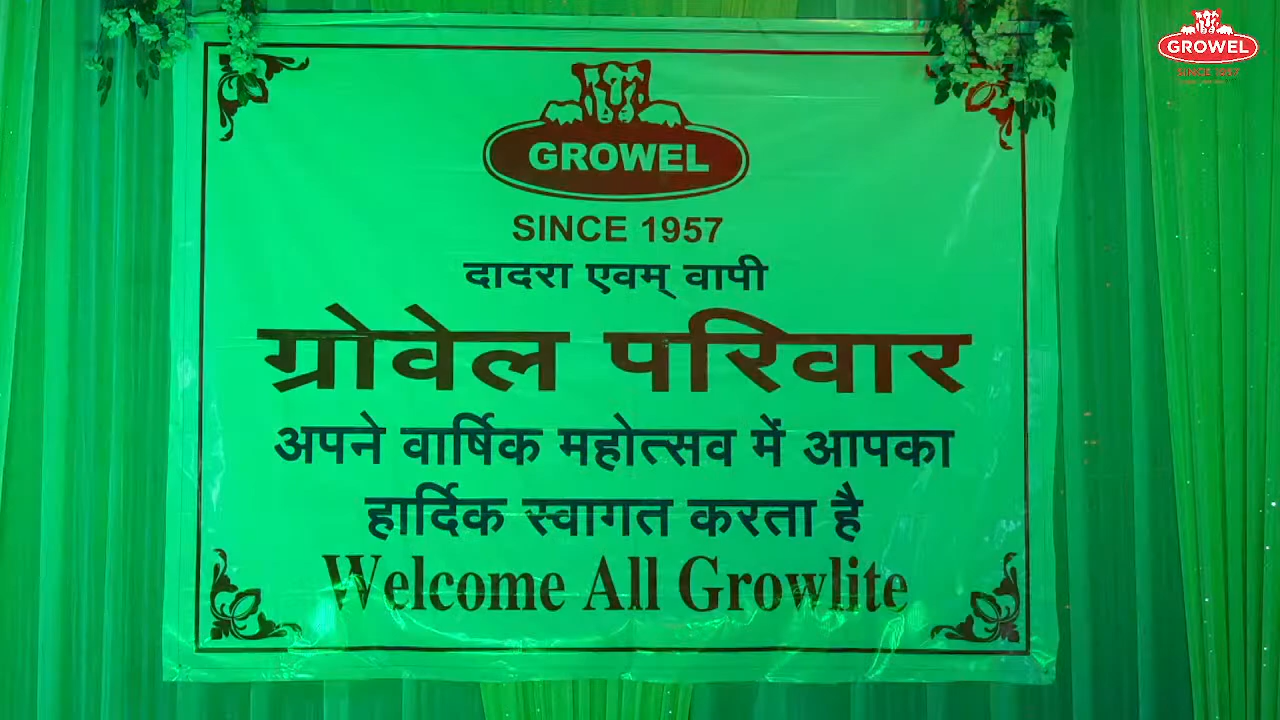 GROWEL
SINCE 1957
दादरा एवम् वापी
ग्रोवेल परिवार
अपने वार्षिक महोत्सव में आपका
हार्दिक स्वागत करता है
Welcome All Growlite
GROWEL
SINCE 1957